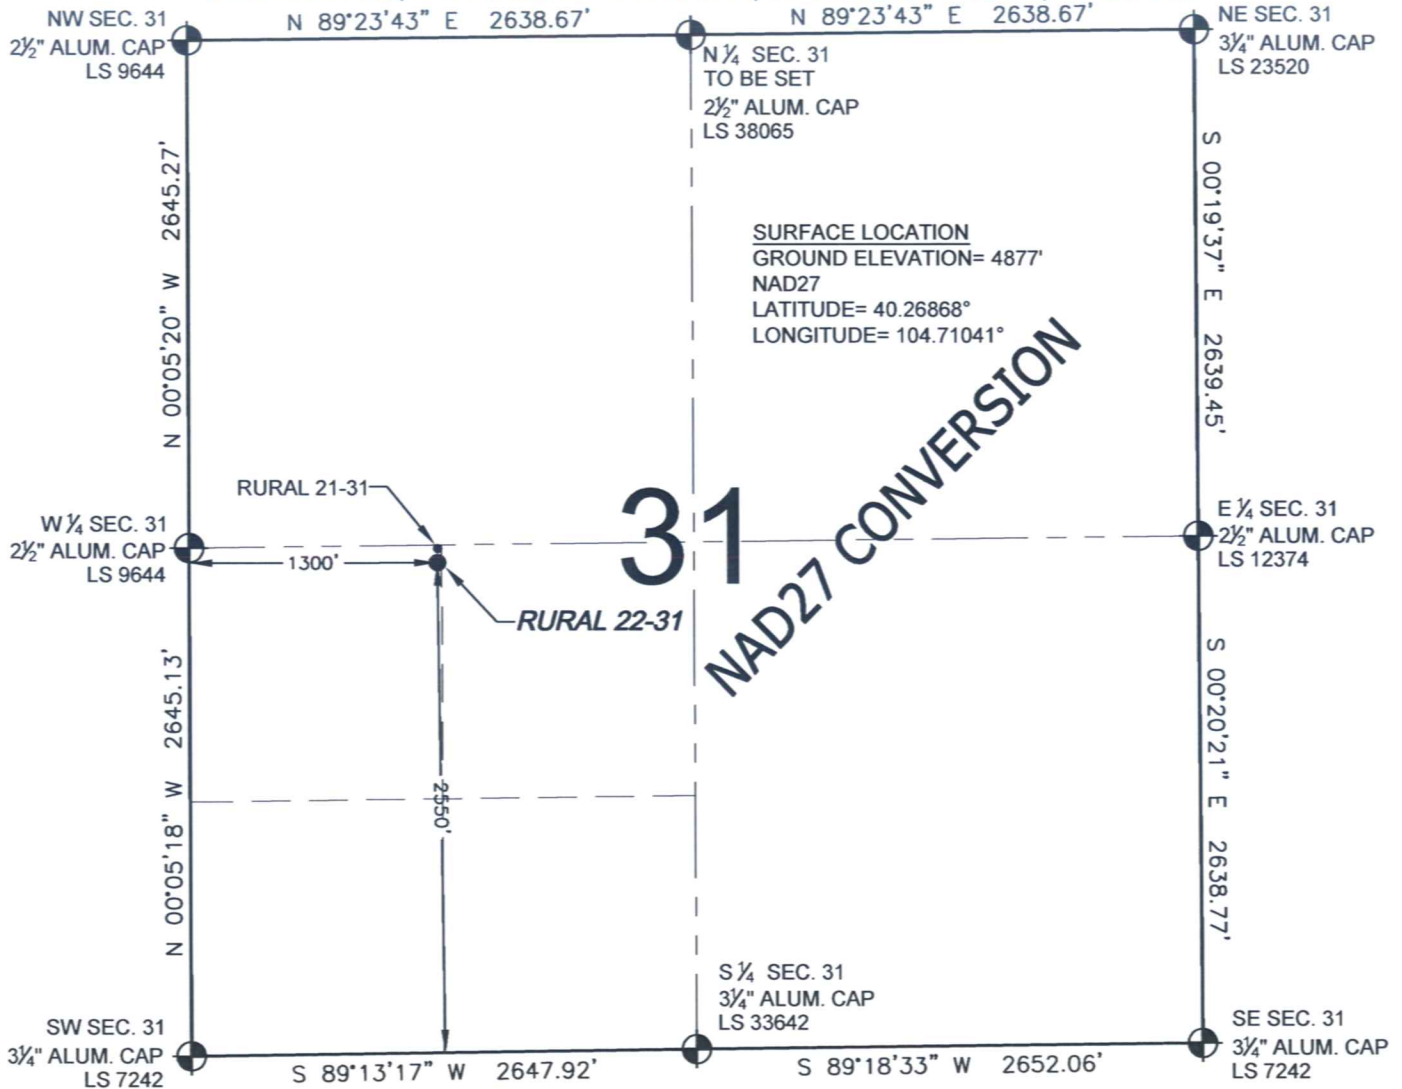 N 89°23'43" E 2638.67'
N 89°23'43" E 2638.67'
NW SEC. 31
2½" ALUM. CAP
LS 9644
N ¼ SEC. 31
TO BE SET
2½" ALUM. CAP
LS 38065
NE SEC. 31
3¼" ALUM. CAP
LS 23520
N 00°05'20" W 2645.27'
S 00°19'37" E 2639.45'
SURFACE LOCATION
GROUND ELEVATION= 4877'
NAD27
LATITUDE= 40.26868°
LONGITUDE= 104.71041°
NAD27 CONVERSION
31
RURAL 21-31
W ¼ SEC. 31
2½" ALUM. CAP
LS 9644
1300'
RURAL 22-31
E ¼ SEC. 31
2½" ALUM. CAP
LS 12374
N 00°05'18" W 2645.13'
2550'
S 00°20'21" E 2638.77'
SW SEC. 31
3¼" ALUM. CAP
LS 7242
S ¼ SEC. 31
3¼" ALUM. CAP
LS 33642
SE SEC. 31
3¼" ALUM. CAP
LS 7242
S 89°13'17" W 2647.92'
S 89°18'33" W 2652.06'